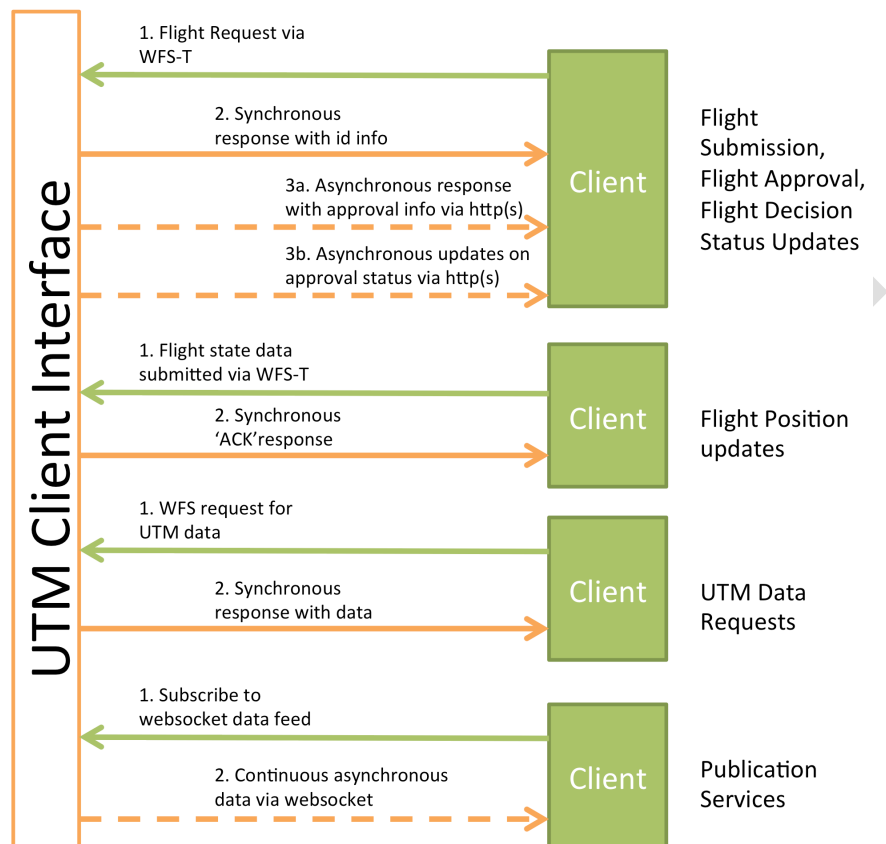 UTM Client Interface
1. Flight Request via
WFS-T
2. Synchronous
response with id info
3a. Asynchronous response
with approval info via http(s)
3b. Asynchronous updates on
approval status via http(s)
Client
Flight
Submission,
Flight Approval,
Flight Decision
Status Updates
1. Flight state data
submitted via WFS-T
2. Synchronous
‘ACK’response
Client
Flight Position
updates
1. WFS request for
UTM data
2. Synchronous
response with data
Client
UTM Data
Requests
1. Subscribe to
websocket data feed
2. Continuous asynchronous
data via websocket
Client
Publication
Services